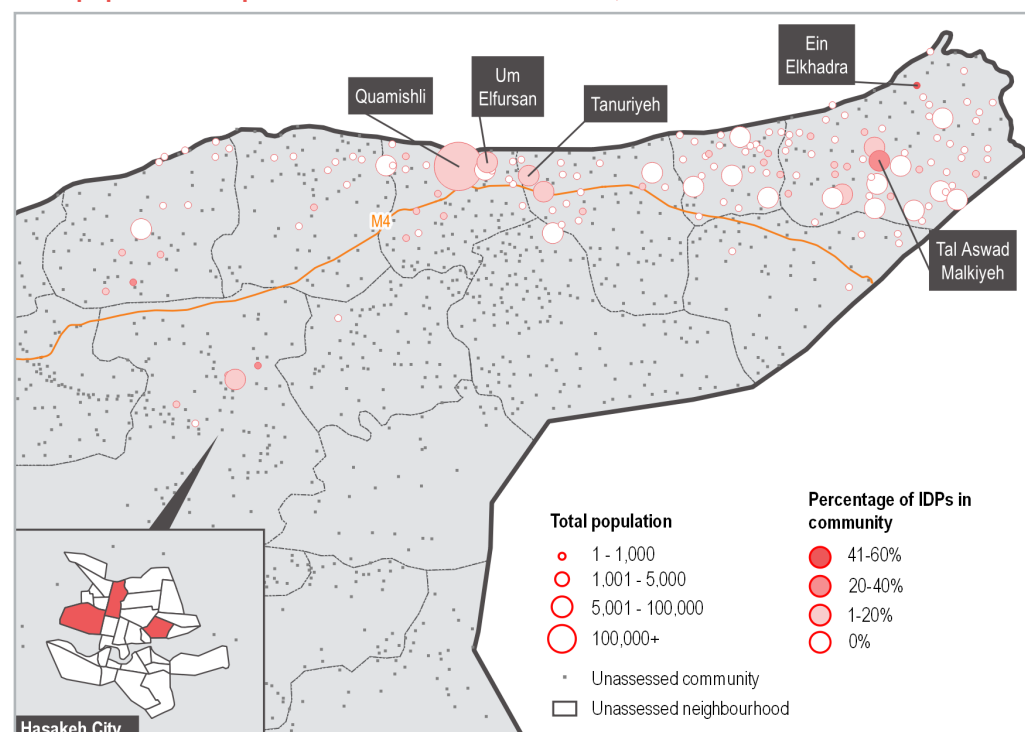 Ein
Elkhadra
Um
Elfursan
Quamishli
Tanuriyeh
M4
Tal Aswad
Malkiyeh
Total population
1 - 1,000
1,001 - 5,000
5,001 - 100,000
100,000+
Unassessed community
Unassessed neighbourhood
Percentage of IDPs in
community
41-60%
20-40%
1-20%
0%
Hasakeh City